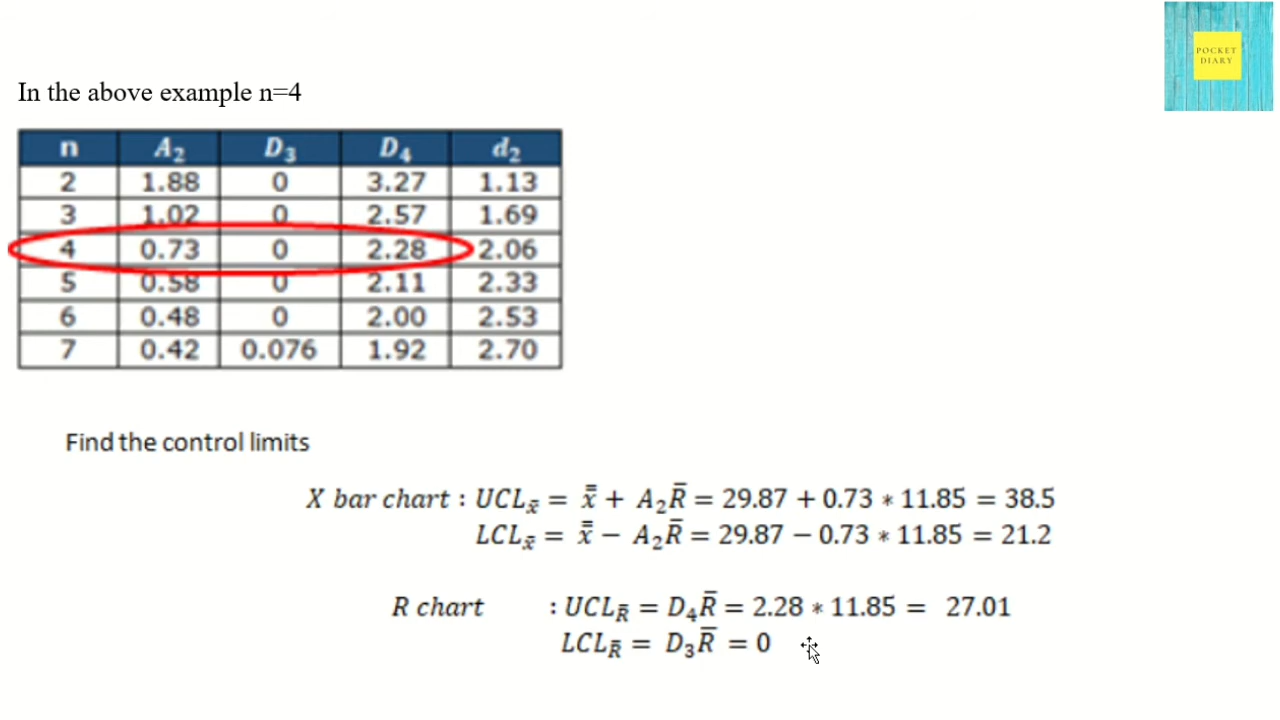 POCKET
DIARY
In the above example n=4
n A₂ D₃ D₄ d₂
2 1.88 0 3.27 1.13
3 1.02 0 2.57 1.69
4 0.73 0 2.28 2.06
5 0.58 0 2.11 2.33
6 0.48 0 2.00 2.53
7 0.42 0.076 1.92 2.70
Find the control limits
X bar chart : UCL_x̄ = x̿ + A₂R̄ = 29.87 + 0.73 * 11.85 = 38.5
LCL_x̄ = x̿ − A₂R̄ = 29.87 − 0.73 * 11.85 = 21.2
R chart : UCL_R̄ = D₄R̄ = 2.28 * 11.85 = 27.01
LCL_R̄ = D₃R̄ = 0